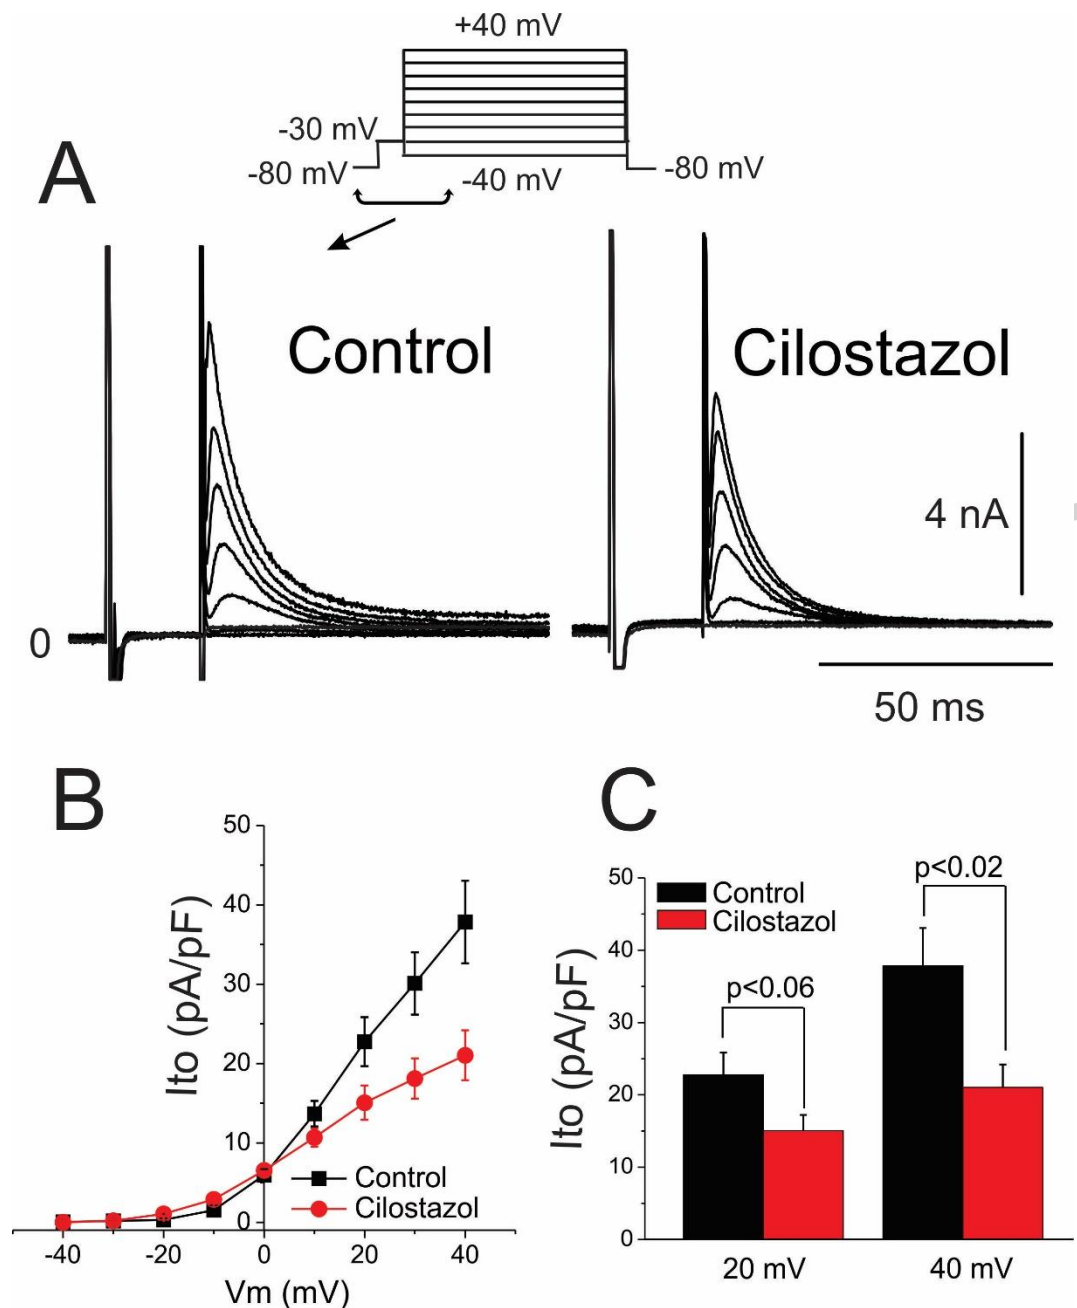 +40 mV
-30 mV
-80 mV
-40 mV
-80 mV
A
Control
Cilostazol
4 nA
0
50 ms
B
50
40
30
20
10
0
Ito (pA/pF)
Control
Cilostazol
-40
-20
0
20
40
Vm (mV)
C
50
40
30
20
10
0
Ito (pA/pF)
Control
Cilostazol
p<0.06
p<0.02
20 mV
40 mV